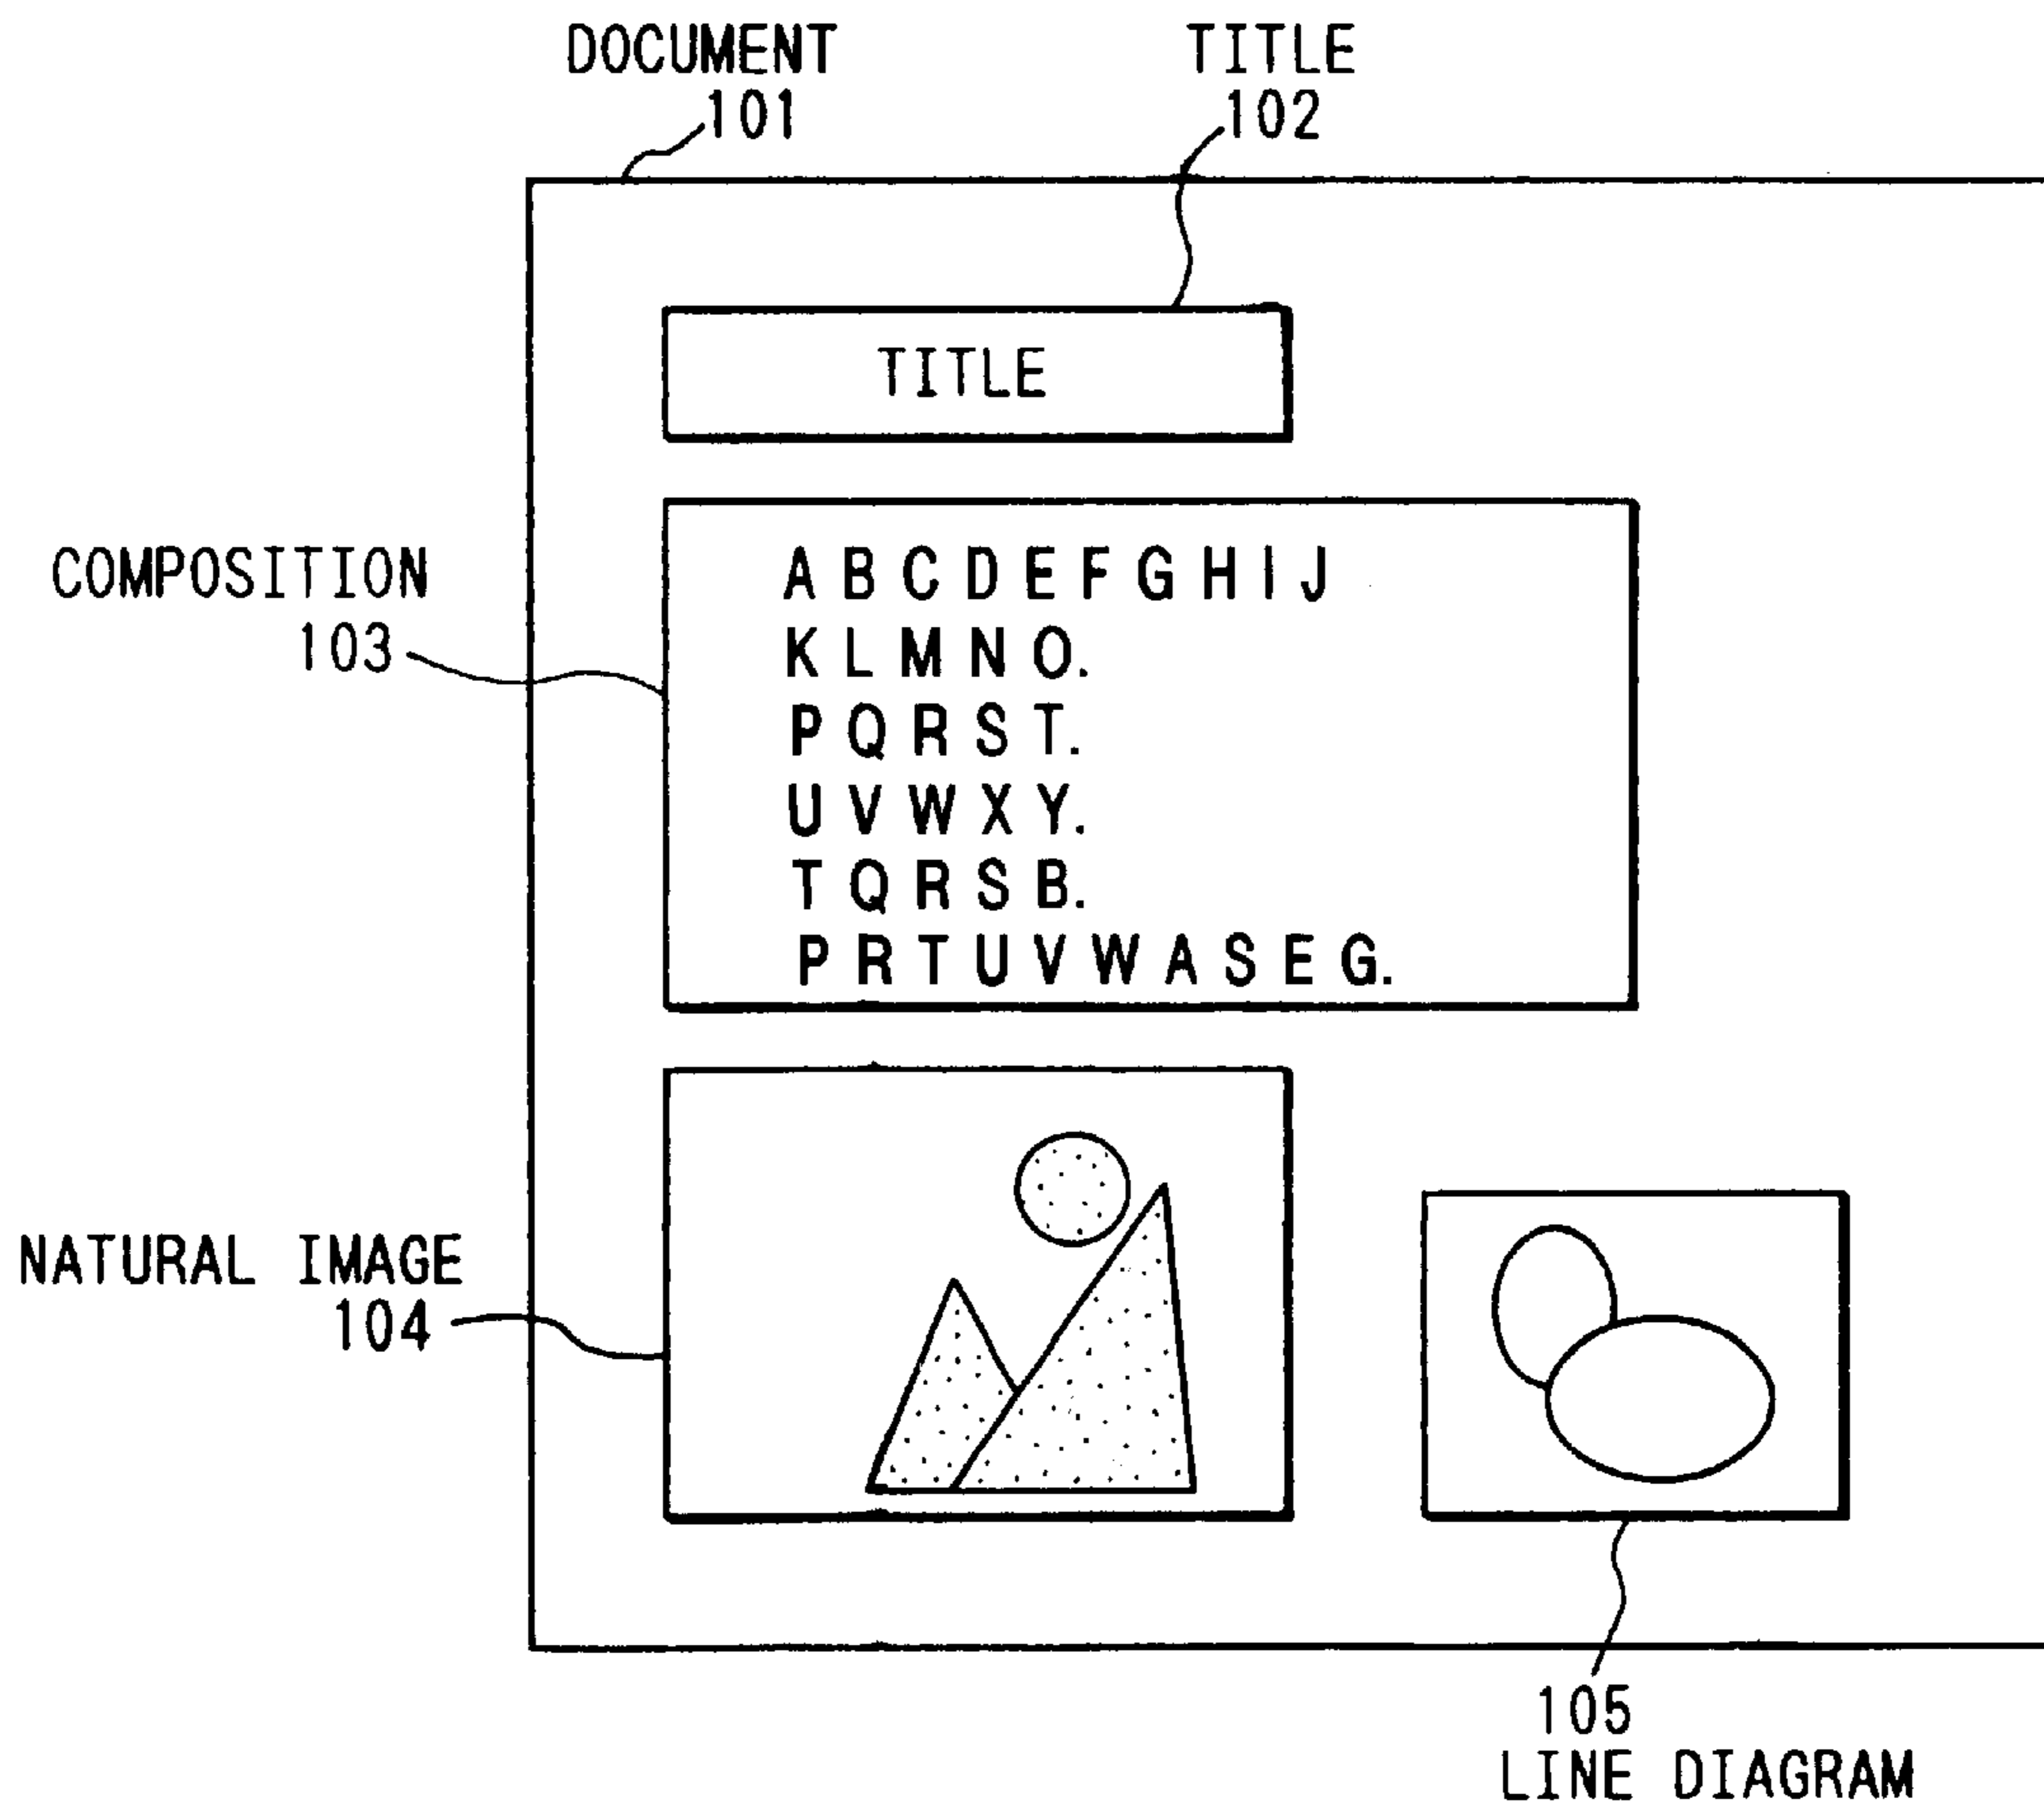 DOCUMENT
101
TITLE
102
TITLE
COMPOSITION
103
A B C D E F G H I J
K L M N O.
P Q R S T.
U V W X Y.
T Q R S B.
P R T U V W A S E G.
NATURAL IMAGE
104
105
LINE DIAGRAM